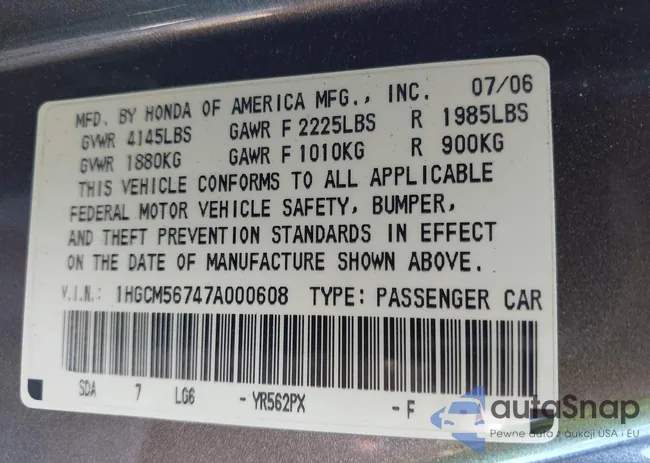 MFD. BY HONDA OF AMERICA MFG., INC. 07/06
GVWR 4145LBS GAWR F 2225LBS R 1985LBS
GVWR 1880KG GAWR F 1010KG R 900KG
THIS VEHICLE CONFORMS TO ALL APPLICABLE
FEDERAL MOTOR VEHICLE SAFETY, BUMPER,
AND THEFT PREVENTION STANDARDS IN EFFECT
ON THE DATE OF MANUFACTURE SHOWN ABOVE.
V.I.N.: 1HGCM56747A000608 TYPE: PASSENGER CAR
SDA 7 LG6 - YR562PX - F
autoSnap
Pewne auta z aukcji USA i EU